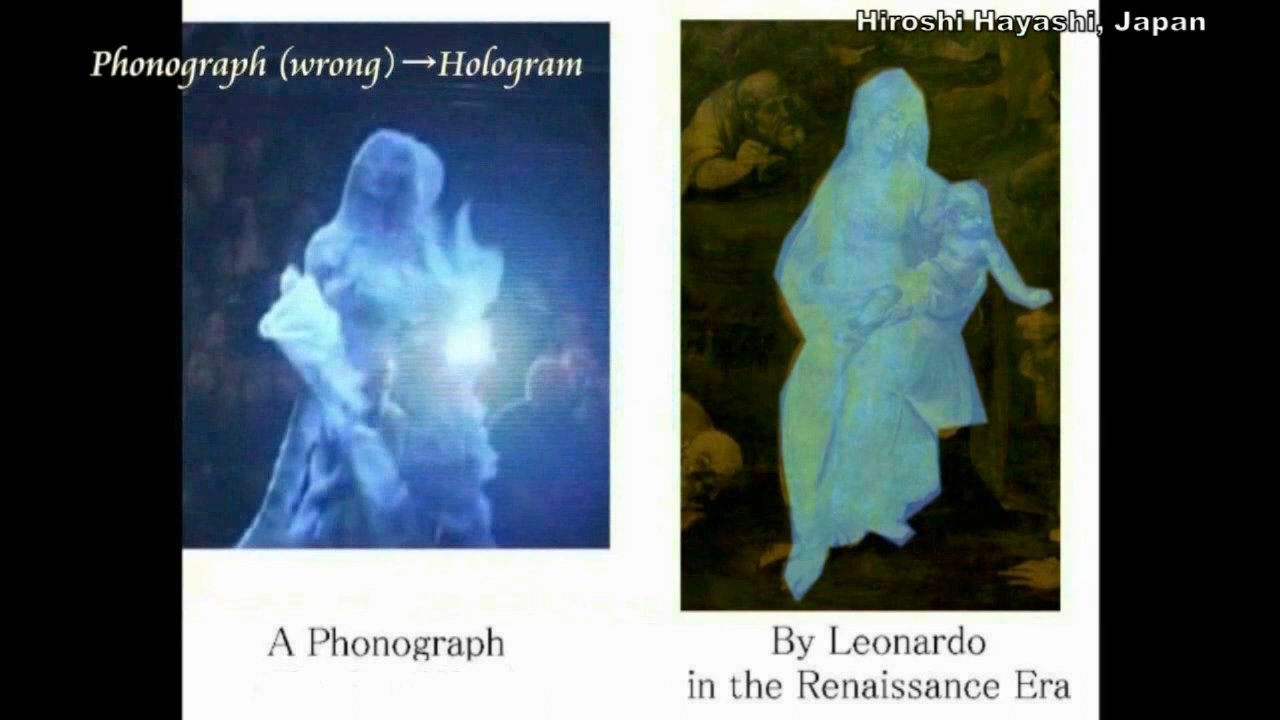 Hiroshi Hayashi, Japan
Phonograph (wrong)→Hologram
A Phonograph
By Leonardo
in the Renaissance Era